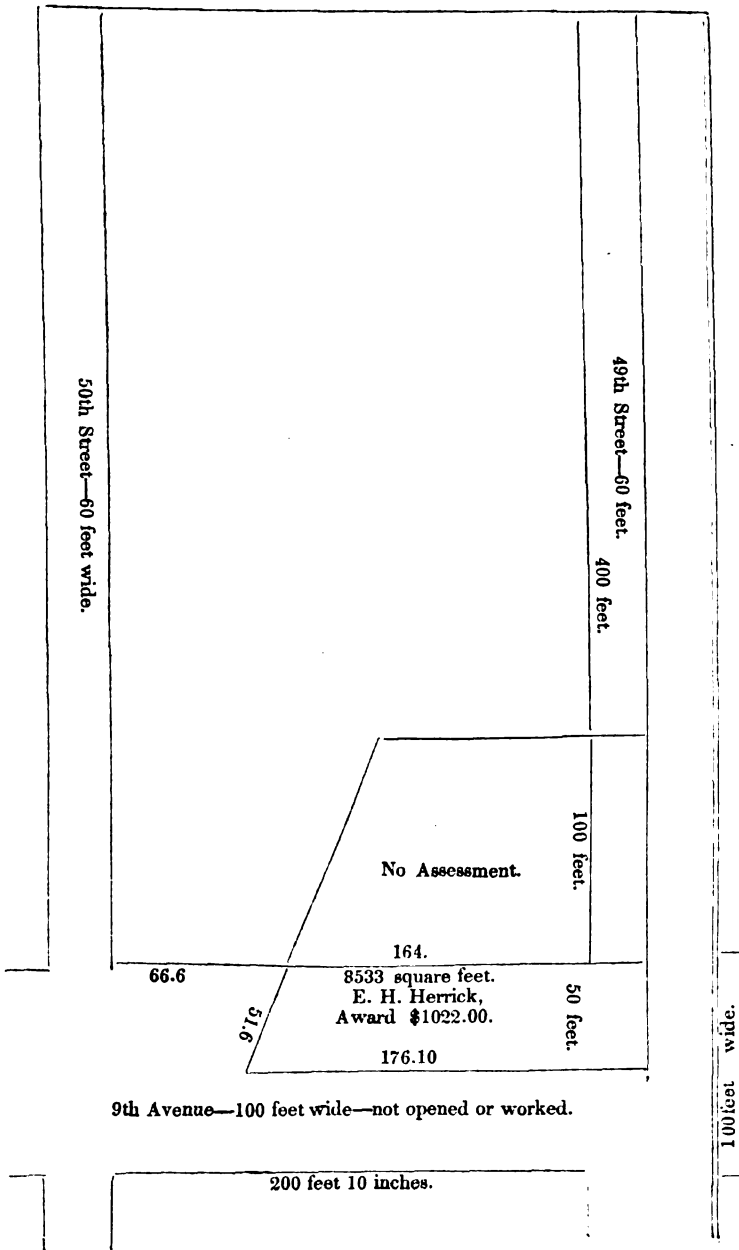 50th Street—60 feet wide.
49th Street—60 feet.
400 feet.
100 feet.
No Assessment.
164.
66.6
8533 square feet.
E. H. Herrick,
Award $1022.00.
50 feet.
51.6
176.10
9th Avenue—100 feet wide—not opened or worked.
100 feet wide.
200 feet 10 inches.